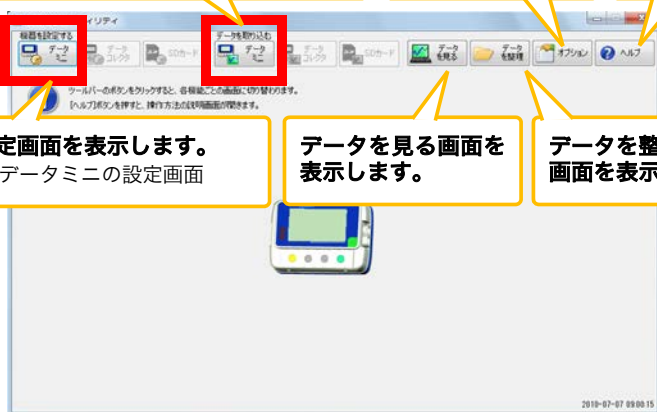 ィリティ
機器を設定する
データを取り込む
データ
ミニ
データ
コレクタ
SDカード
データ
ミニ
データ
コレクタ
SDカード
データ
を見る
データ
を整理
オプション
ヘルプ
ツールバーのボタンをクリックすると、各機能ごとの画面に切り替わります。
[ヘルプ]ボタンを押すと、操作方法の説明画面が開きます。
定画面を表示します。
データミニの設定画面
データを見る画面を
表示します。
データを整
画面を表示
2010-07-07 09:00:15